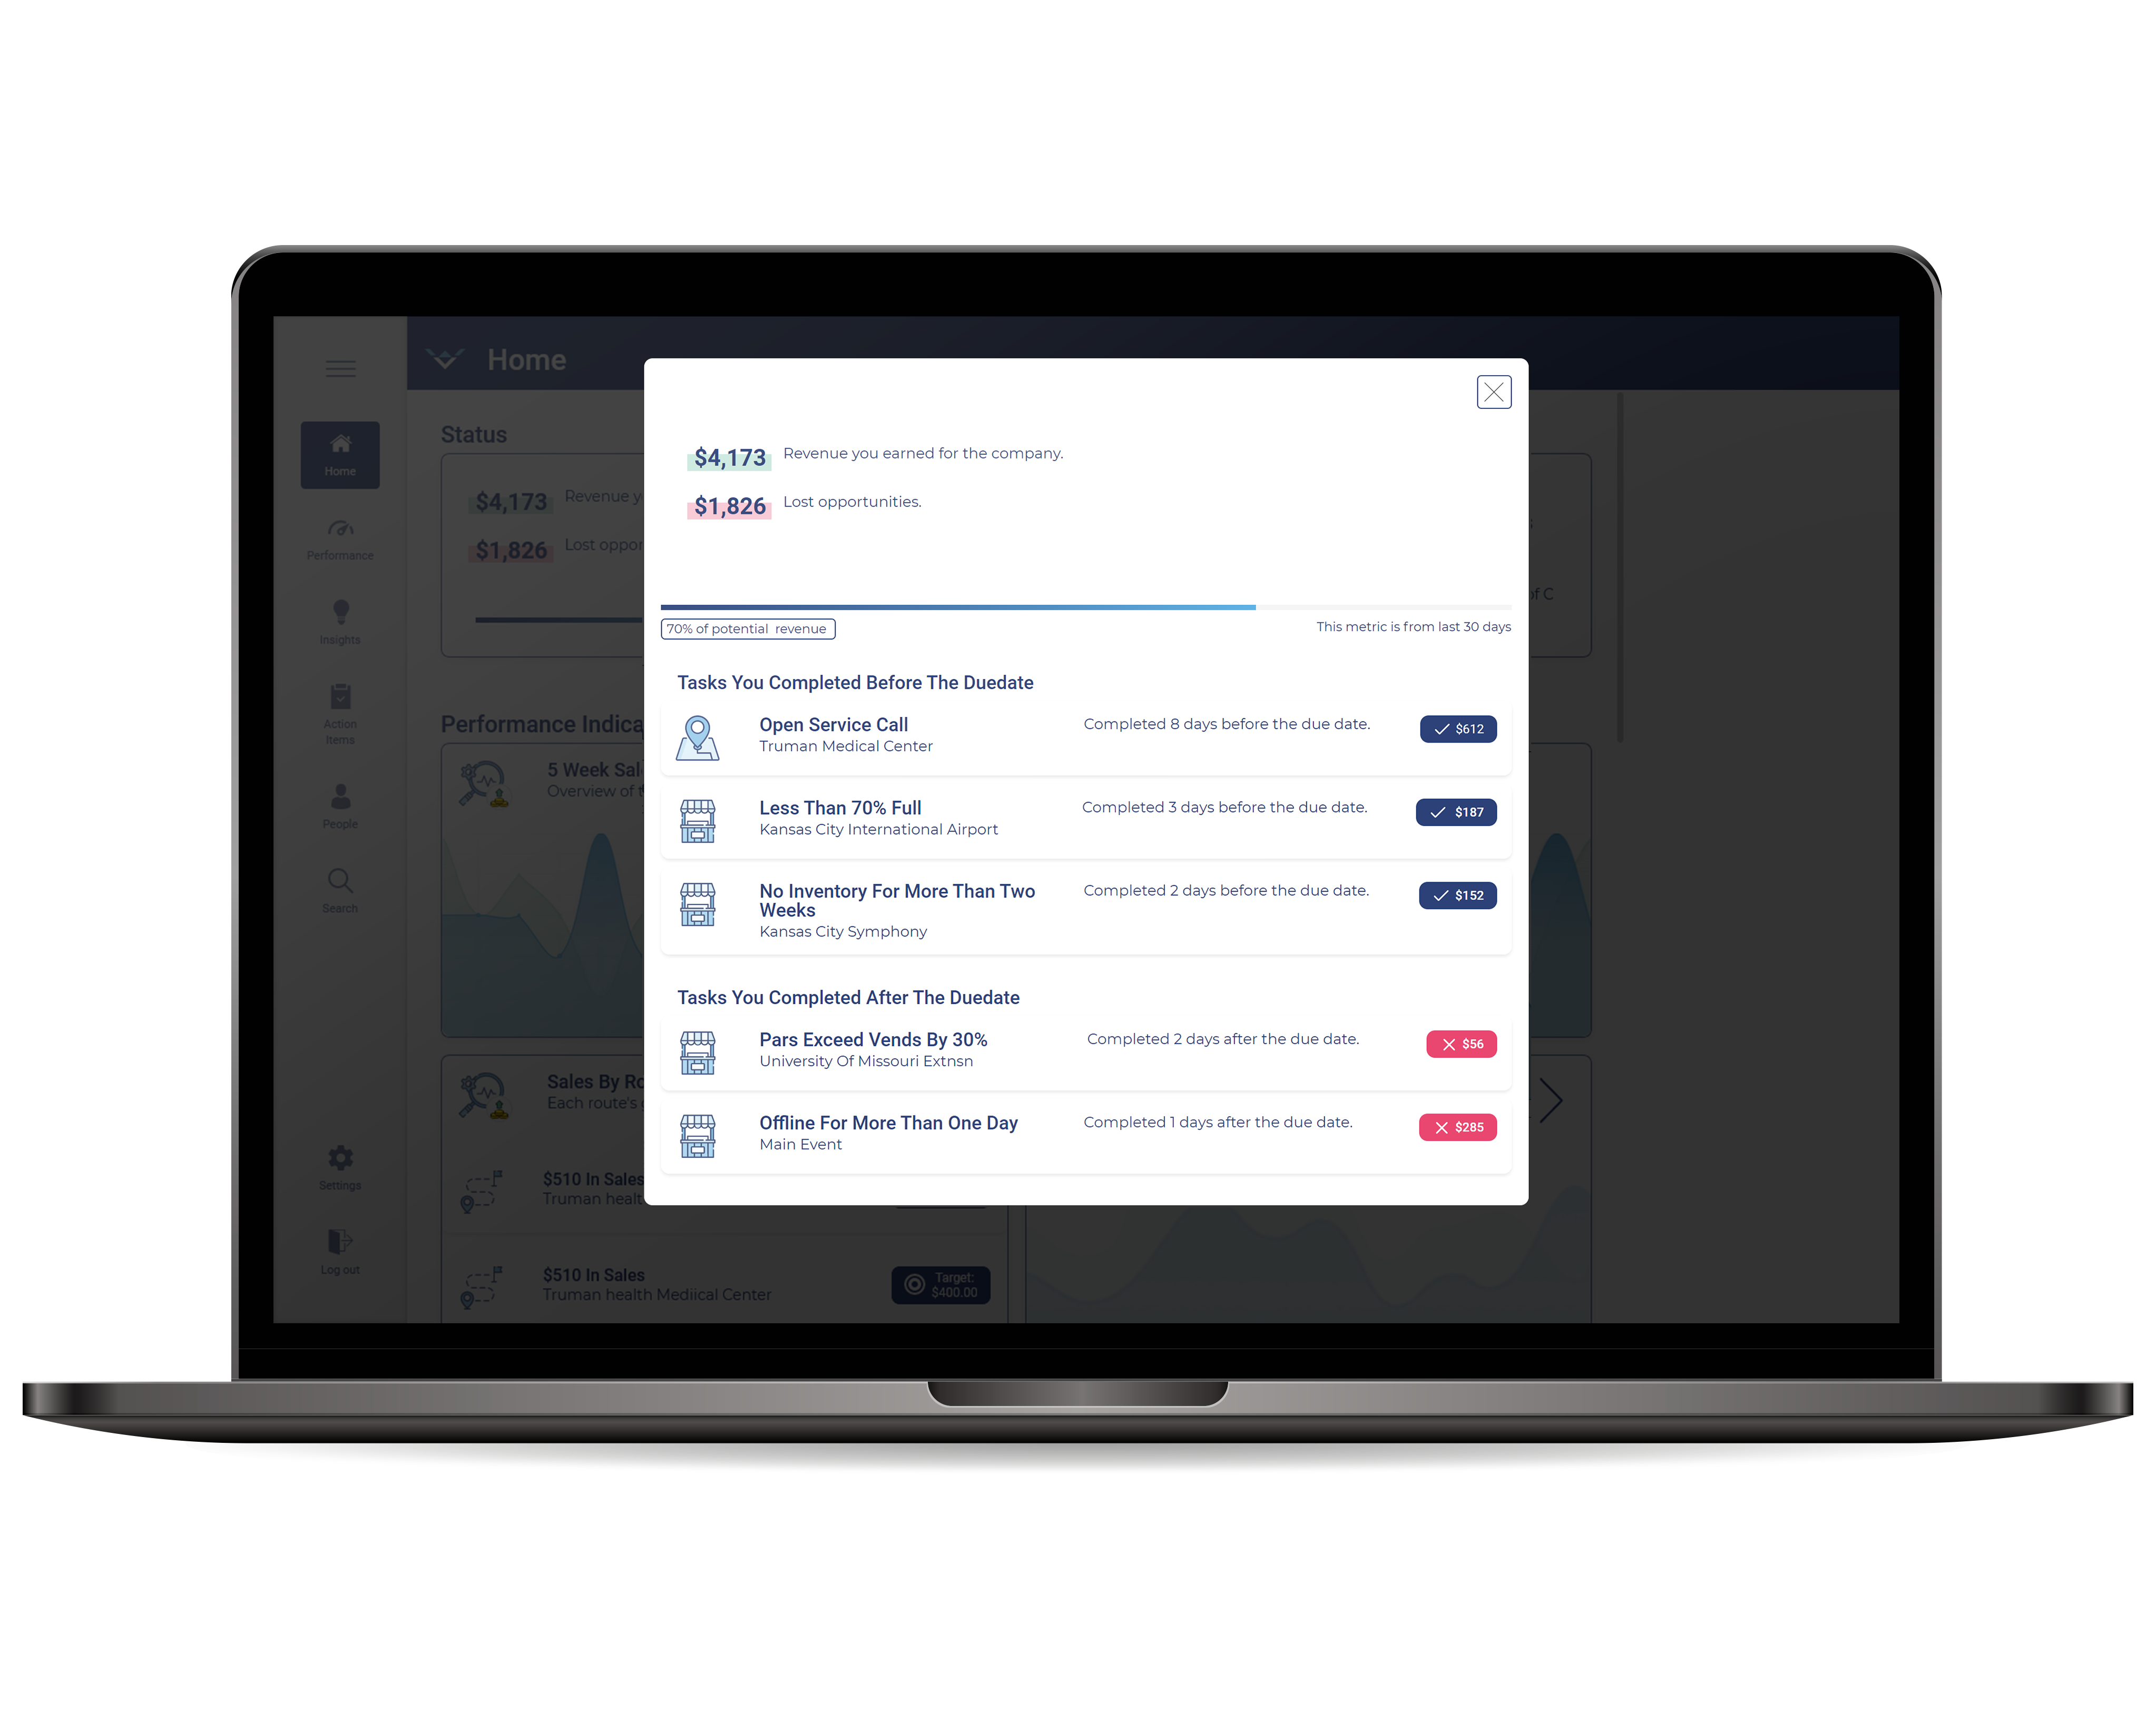 Home
Home
Performance
Insights
Action
Items
People
Search
Settings
Log out
Status
$4,173 Revenue y
$1,826 Lost oppor
Performance Indica
5 Week Sal
Overview of t
Sales By Ro
Each route's
$510 In Sales
Truman healt
$510 In Sales
Truman health Mediical Center
Target:
$400.00
of C
$4,173 Revenue you earned for the company.
$1,826 Lost opportunities.
70% of potential revenue
This metric is from last 30 days
Tasks You Completed Before The Duedate
Open Service Call
Truman Medical Center
Completed 8 days before the due date.
$612
Less Than 70% Full
Kansas City International Airport
Completed 3 days before the due date.
$187
No Inventory For More Than Two
Weeks
Kansas City Symphony
Completed 2 days before the due date.
$152
Tasks You Completed After The Duedate
Pars Exceed Vends By 30%
University Of Missouri Extnsn
Completed 2 days after the due date.
$56
Offline For More Than One Day
Main Event
Completed 1 days after the due date.
$285